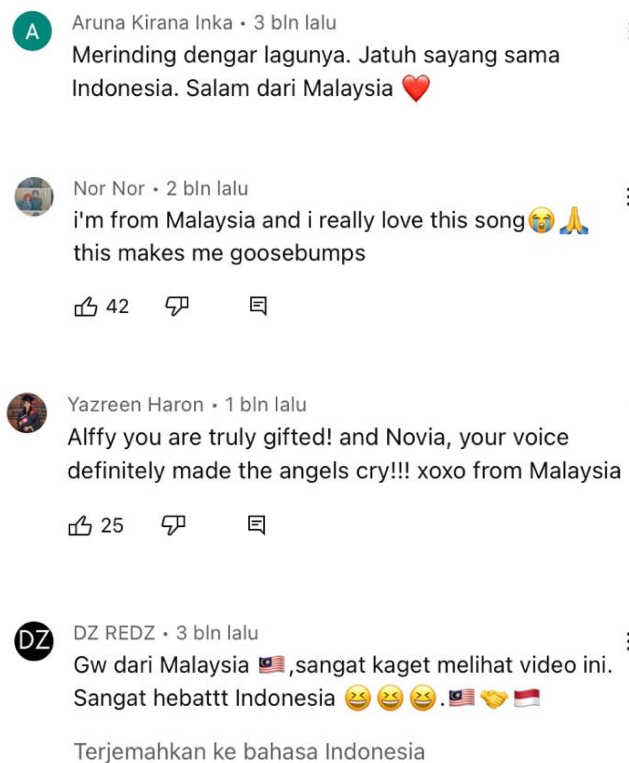 A
Aruna Kirana Inka • 3 bln lalu
Merinding dengar lagunya. Jatuh sayang sama
Indonesia. Salam dari Malaysia ❤️
Nor Nor • 2 bln lalu
i'm from Malaysia and i really love this song😭🙏
this makes me goosebumps
42
Yazreen Haron • 1 bln lalu
Alffy you are truly gifted! and Novia, your voice
definitely made the angels cry!!! xoxo from Malaysia
25
DZ
DZ REDZ • 3 bln lalu
Gw dari Malaysia 🇲🇾,sangat kaget melihat video ini.
Sangat hebattt Indonesia 😆😆😆.🇲🇾🤝🇮🇩
Terjemahkan ke bahasa Indonesia